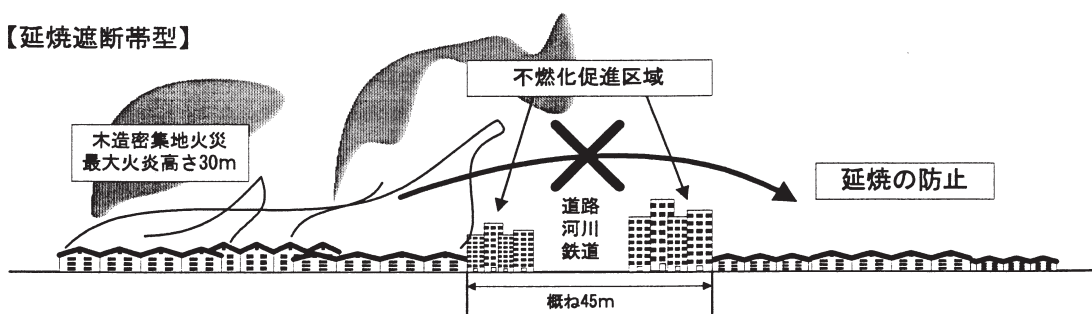 【延焼遮断帯型】
不燃化促進区域
木造密集地火災
最大火炎高さ30m
延焼の防止
道路
河川
鉄道
概ね45m